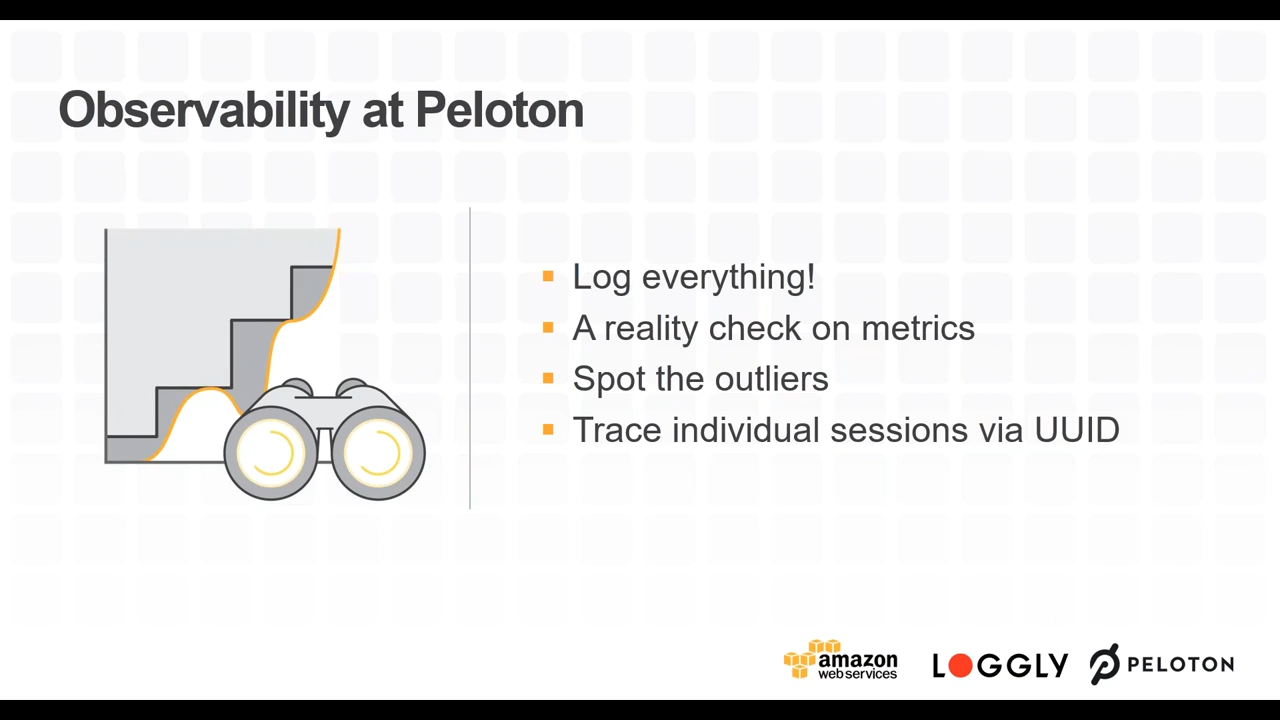 Observability at Peloton
Log everything!
A reality check on metrics
Spot the outliers
Trace individual sessions via UUID
amazon
webservices
LOGGLY
PELOTON